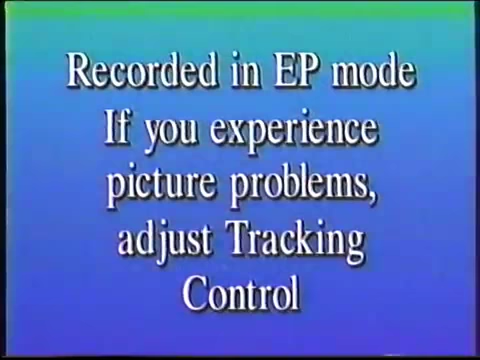 Recorded in EP mode
If you experience
picture problems,
adjust Tracking
Control